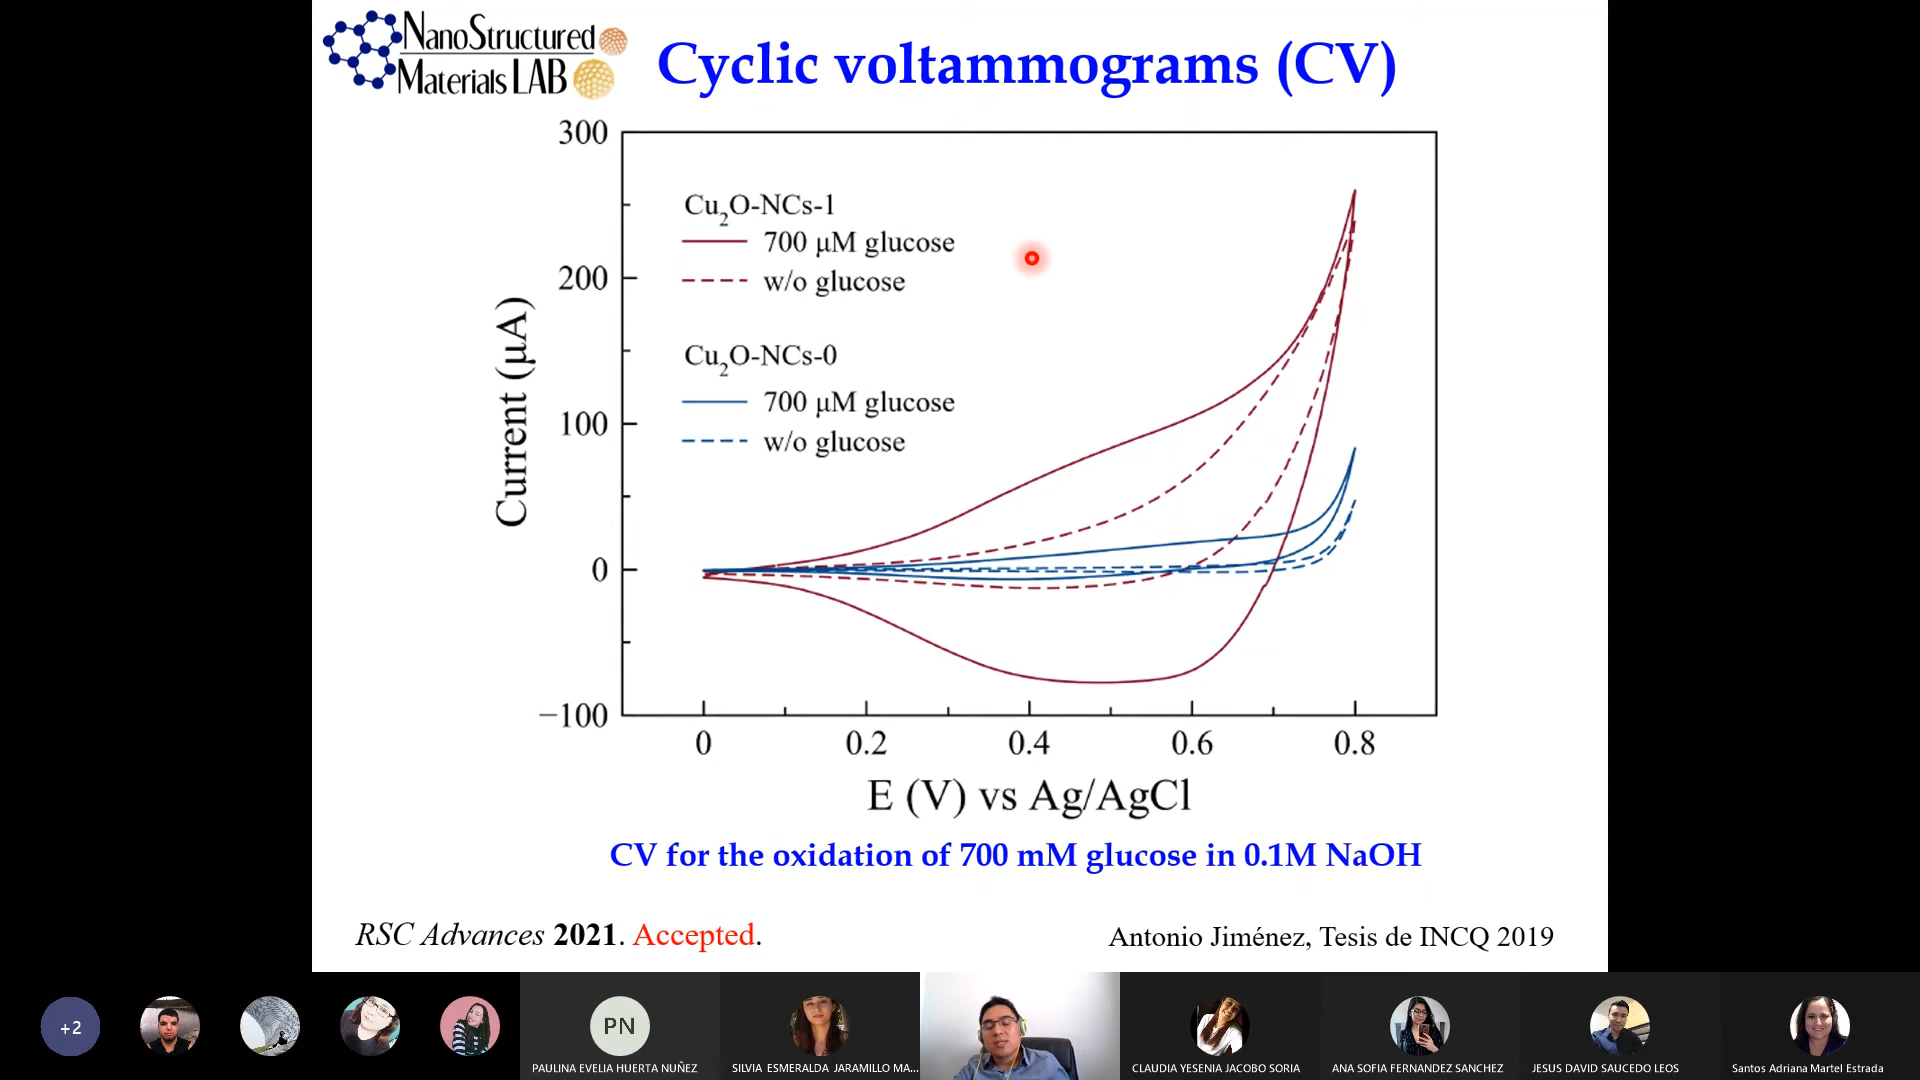 NanoStructured
Materials LAB
Cyclic voltammograms (CV)
300
200
100
0
−100
Current (µA)
Cu₂O-NCs-1
700 µM glucose
w/o glucose
Cu₂O-NCs-0
700 µM glucose
w/o glucose
0 0.2 0.4 0.6 0.8
E (V) vs Ag/AgCl
CV for the oxidation of 700 mM glucose in 0.1M NaOH
RSC Advances 2021. Accepted.
Antonio Jiménez, Tesis de INCQ 2019
+2
PN
PAULINA EVELIA HUERTA NUÑEZ
SILVIA ESMERALDA JARAMILLO MA...
CLAUDIA YESENIA JACOBO SORIA
ANA SOFIA FERNANDEZ SANCHEZ
JESUS DAVID SAUCEDO LEOS
Santos Adriana Martel Estrada